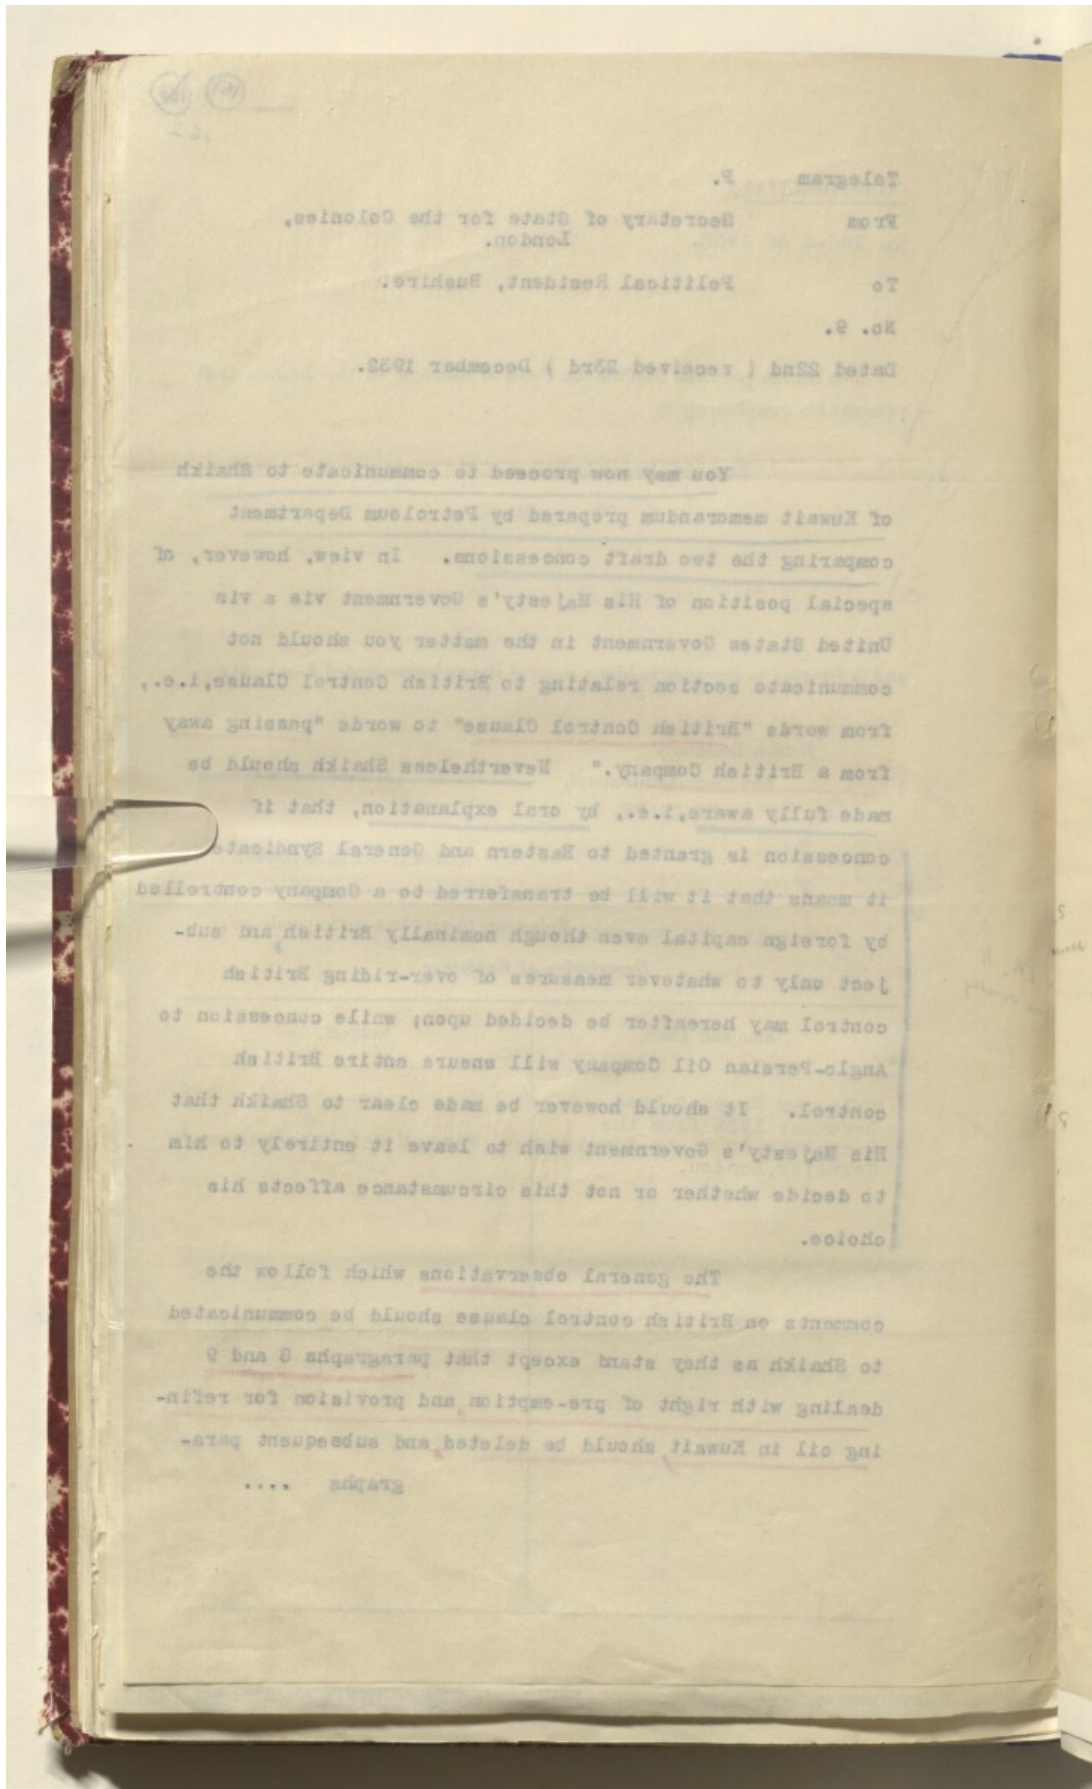 Telegram P.
From Secretary of State for the Colonies,
London.
To Political Resident, Bushire.
No. 9.
Dated 22nd ( received 23rd ) December 1932.
You may now proceed to communicate to Shaikh
of Kuwait memorandum prepared by Petroleum Department
comparing the two draft concessions. In view, however, of
special position of His Majesty's Government vis a vis
United States Government in the matter you should not
communicate section relating to British Control Clause,i.e.,
from words "British Control Clause" to words "passing away
from a British Company." Nevertheless Shaikh should be
made fully aware,i.e., by oral explanation, that if
concession is granted to Eastern and General Syndicate
it means that it will be transferred to a Company controlled
by foreign capital even though nominally British and sub-
ject only to whatever measures of over-riding British
control may hereafter be decided upon; while concession to
Anglo-Persian Oil Company will ensure entire British
control. It should however be made clear to Shaikh that
His Majesty's Government wish to leave it entirely to him
to decide whether or not this circumstance affects his
choice.
The general observations which follow the
comments on British control clause should be communicated
to Shaikh as they stand except that paragraphs 8 and 9
dealing with right of pre-emption and provision for refin-
ing oil in Kuwait should be deleted and subsequent para-
graphs ....